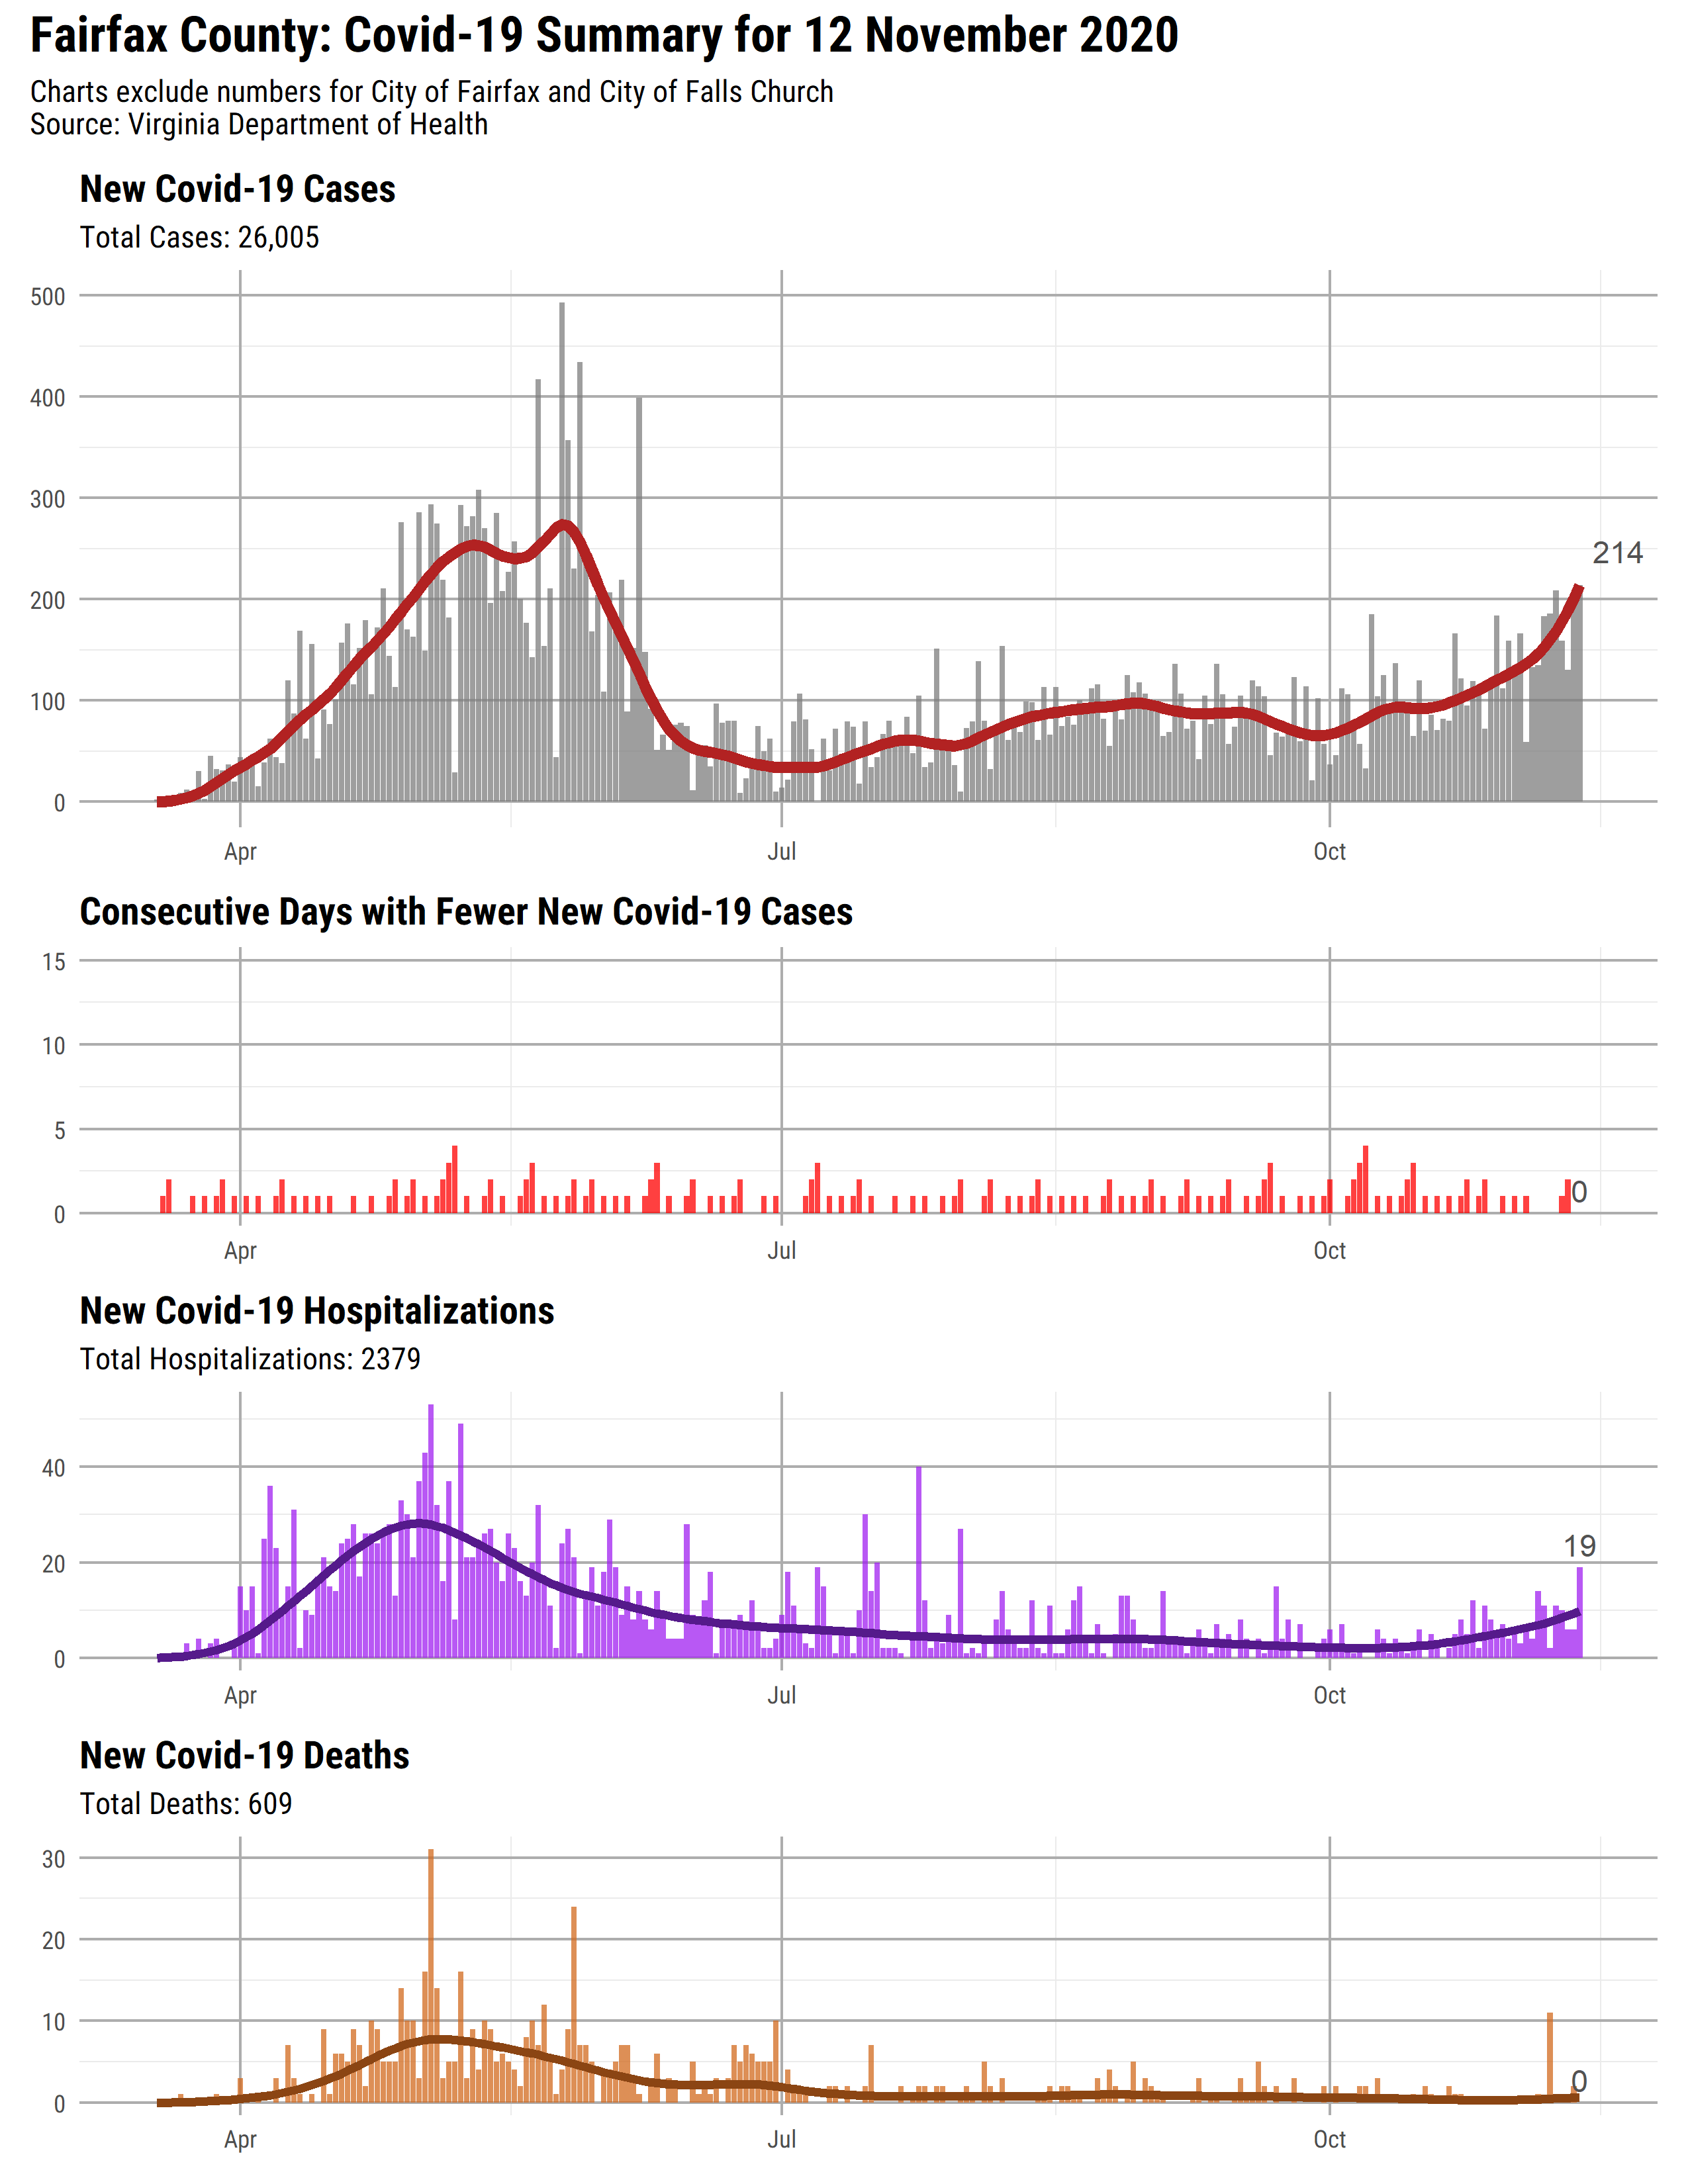 Fairfax County: Covid-19 Summary for 12 November 2020
Charts exclude numbers for City of Fairfax and City of Falls Church
Source: Virginia Department of Health
New Covid-19 Cases
Total Cases: 26,005
500
400
300
214
200
100
0
Apr Jul Oct
Consecutive Days with Fewer New Covid-19 Cases
15
10
5
0
0
Apr Jul Oct
New Covid-19 Hospitalizations
Total Hospitalizations: 2379
40
19
20
0
Apr Jul Oct
New Covid-19 Deaths
Total Deaths: 609
30
20
10
0
0
Apr Jul Oct